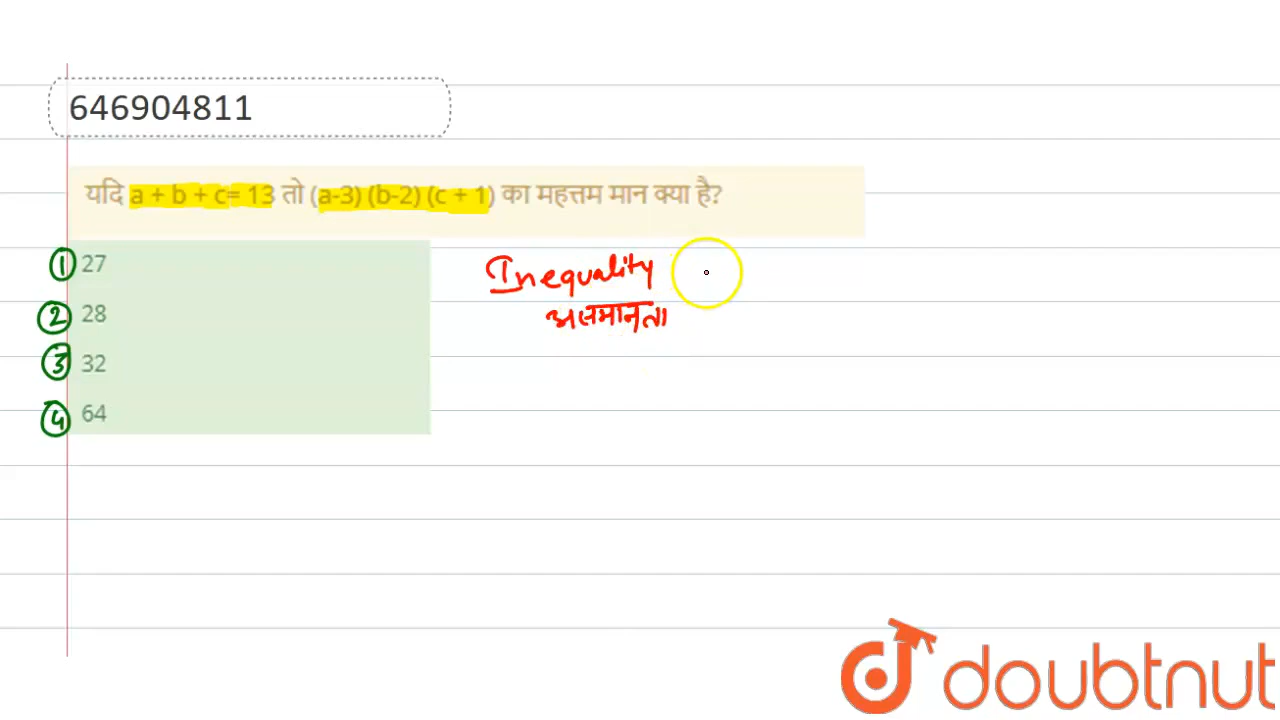 646904811
यदि a + b + c= 13 तो (a-3) (b-2) (c + 1) का महत्तम मान क्या है?
① 27
② 28
③ 32
④ 64
Inequality
असमानता
doubtnut